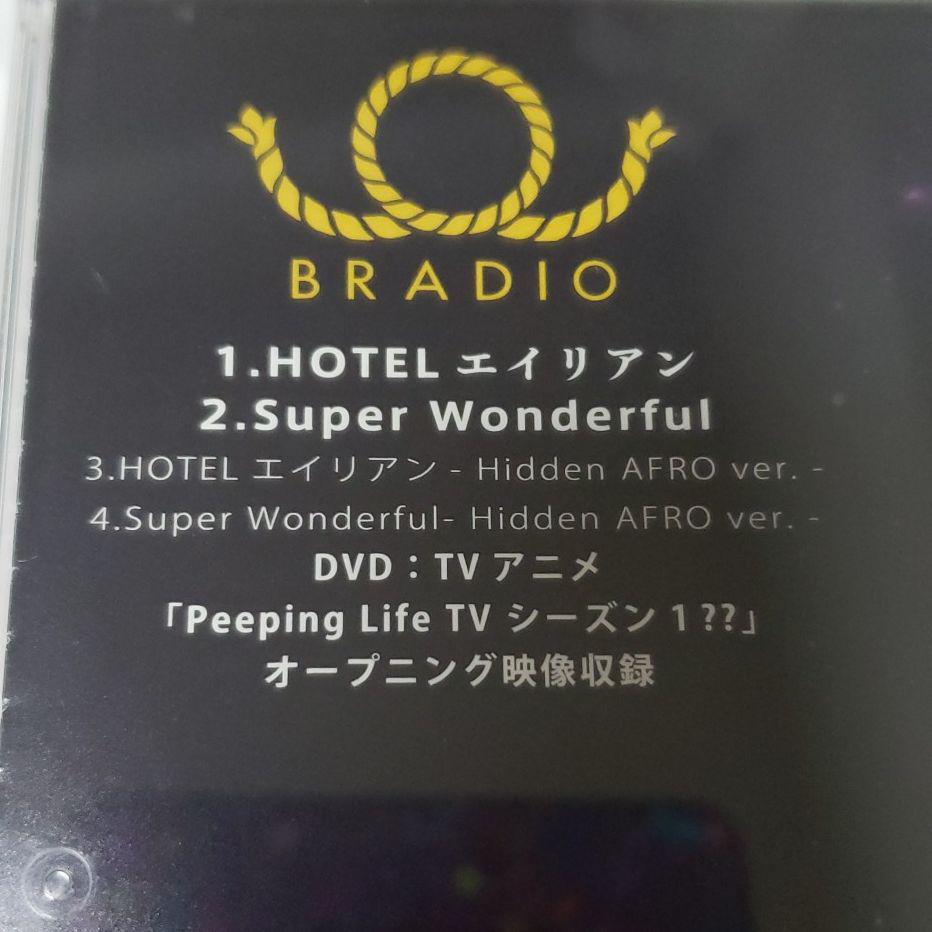 BRADIO
1.HOTEL エイリアン
2.Super Wonderful
3.HOTEL エイリアン - Hidden AFRO ver. -
4.Super Wonderful- Hidden AFRO ver. -
DVD：TV アニメ
「Peeping Life TV シーズン 1 ??」
オープニング映像収録